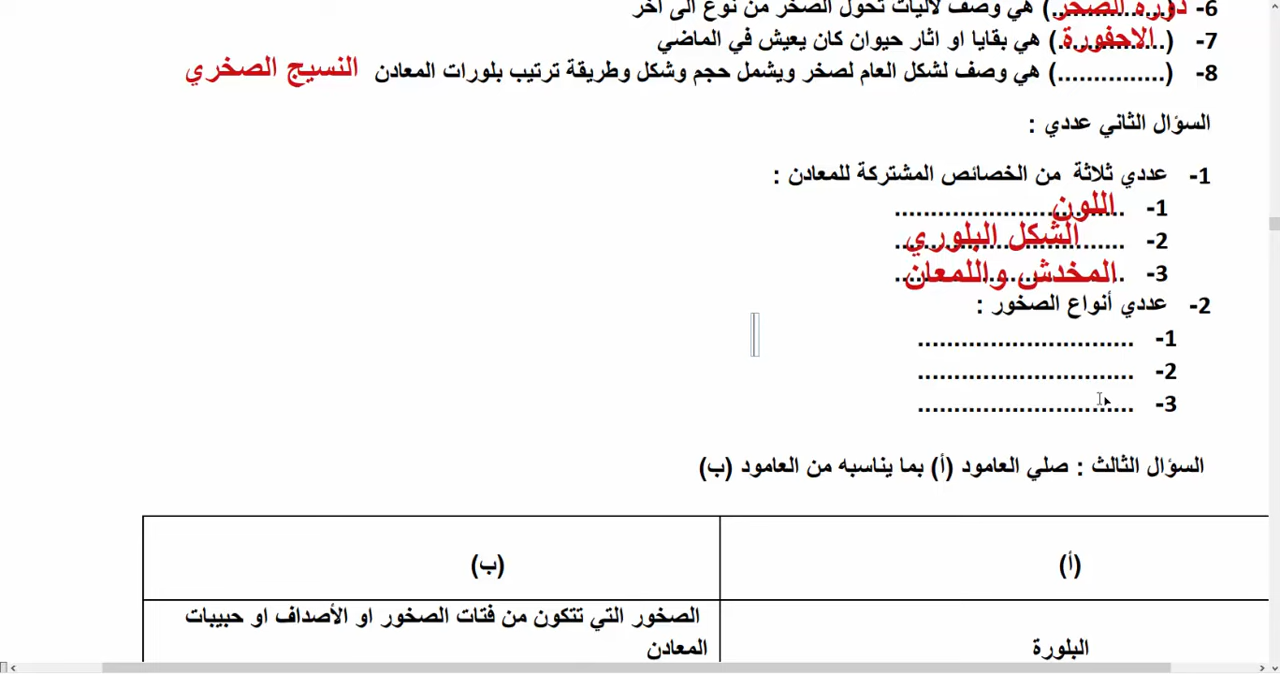 6- (دورة الصخر) هي وصف لاليات تحول الصخر من نوع الى اخر
7- (الاحفورة) هي بقايا او اثار حيوان كان يعيش في الماضي
8- (...............) هي وصف لشكل العام لصخر ويشمل حجم وشكل وطريقة ترتيب بلورات المعادن النسيج الصخري
السؤال الثاني عددي :
1- عددي ثلاثة من الخصائص المشتركة للمعادن :
1- اللون
2- الشكل البلوري
3- المخدش واللمعان
2- عددي أنواع الصخور :
1- ..............................
2- ..............................
3- ..............................
السؤال الثالث : صلي العامود (أ) بما يناسبه من العامود (ب)
(أ) (ب)
البلورة
الصخور التي تتكون من فتات الصخور او الأصداف او حبيبات
المعادن